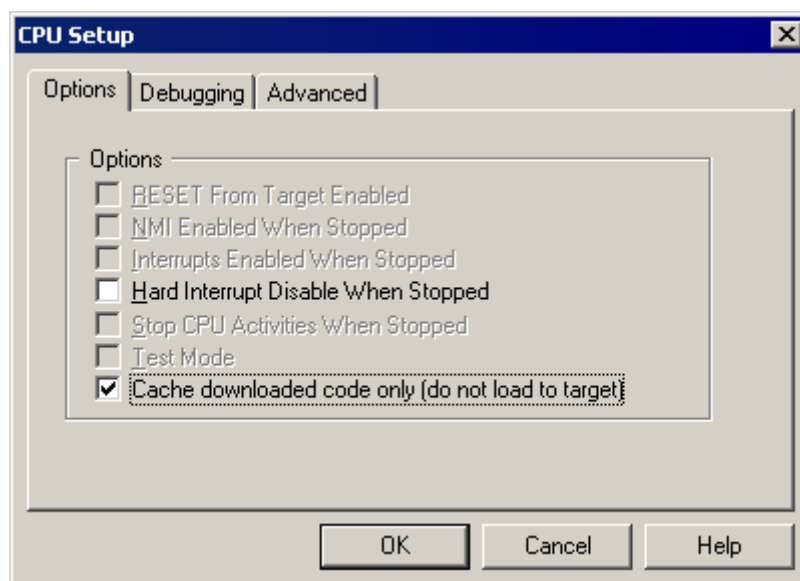 CPU Setup
Options Debugging Advanced
Options
RESET From Target Enabled
NMI Enabled When Stopped
Interrupts Enabled When Stopped
Hard Interrupt Disable When Stopped
Stop CPU Activities When Stopped
Test Mode
Cache downloaded code only (do not load to target)
OK Cancel Help